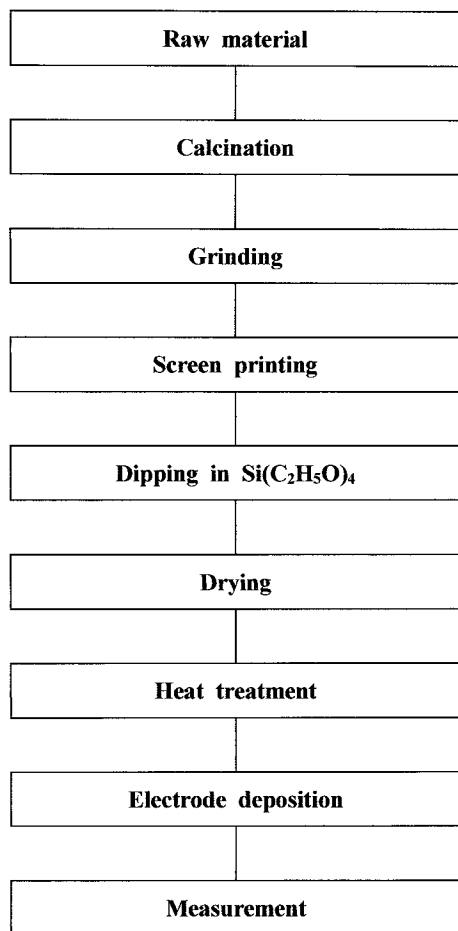 Raw material
Calcination
Grinding
Screen printing
Dipping in Si(C₂H₅O)₄
Drying
Heat treatment
Electrode deposition
Measurement